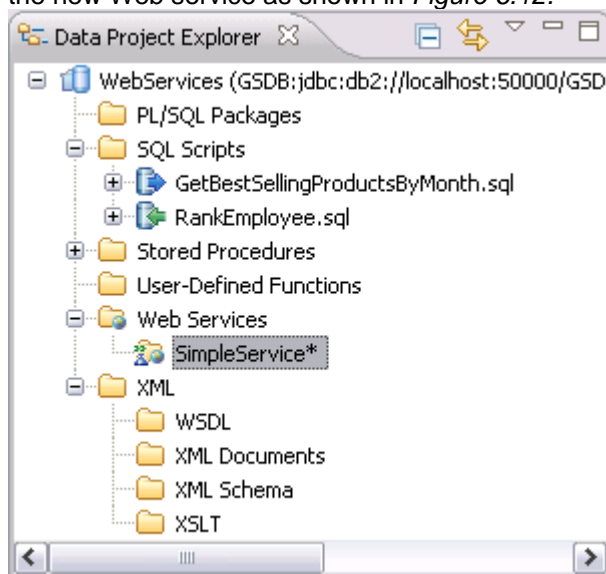 the new Web service as shown in Figure 8.12.
Data Project Explorer
WebServices (GSDB:jdbc:db2://localhost:50000/GSD
PL/SQL Packages
SQL Scripts
GetBestSellingProductsByMonth.sql
RankEmployee.sql
Stored Procedures
User-Defined Functions
Web Services
SimpleService*
XML
WSDL
XML Documents
XML Schema
XSLT